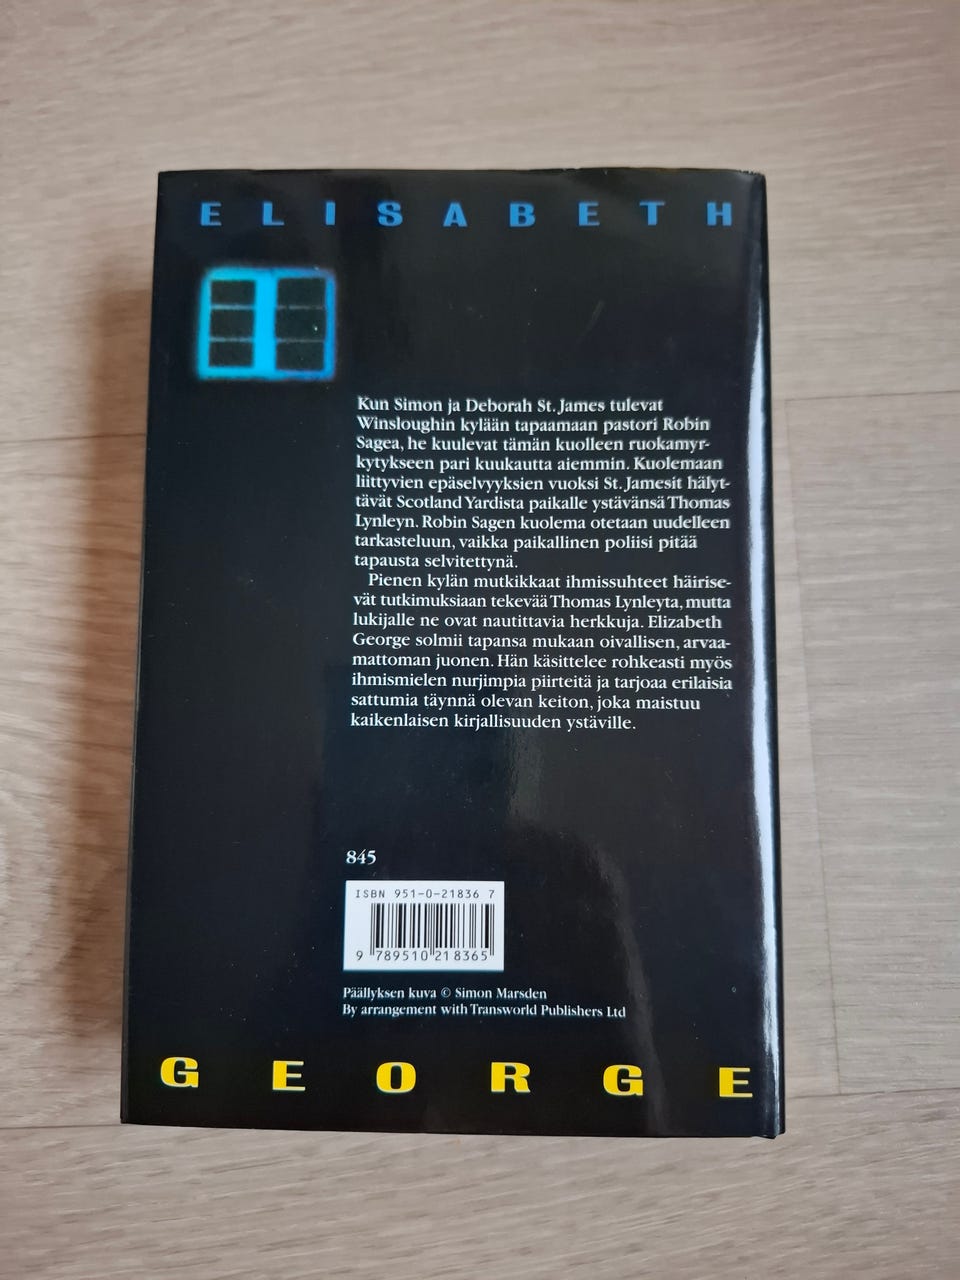 ELISABETH
Kun Simon ja Deborah St. James tulevat
Winsloughin kylään tapaamaan pastori Robin
Sagea, he kuulevat tämän kuolleen ruokamyr-
kytykseen pari kuukautta aiemmin. Kuolemaan
liittyvien epäselvyyksien vuoksi St. Jamesit hälyt-
tävät Scotland Yardista paikalle ystävänsä Thomas
Lynleyn. Robin Sagen kuolema otetaan uudelleen
tarkasteluun, vaikka paikallinen poliisi pitää
tapausta selvitettynä.
Pienen kylän mutkikkaat ihmissuhteet häirise-
vät tutkimuksiaan tekevää Thomas Lynleyta, mutta
lukijalle ne ovat nautittavia herkkuja. Elizabeth
George solmii tapansa mukaan oivallisen, arvaa-
mattoman juonen. Hän käsittelee rohkeasti myös
ihmismielen nurjimpia piirteitä ja tarjoaa erilaisia
sattumia täynnä olevan keiton, joka maistuu
kaikenlaisen kirjallisuuden ystäville.
845
ISBN 951-0-21836 7
9 789510 218365
Päällyksen kuva © Simon Marsden
By arrangement with Transworld Publishers Ltd
GEORGE